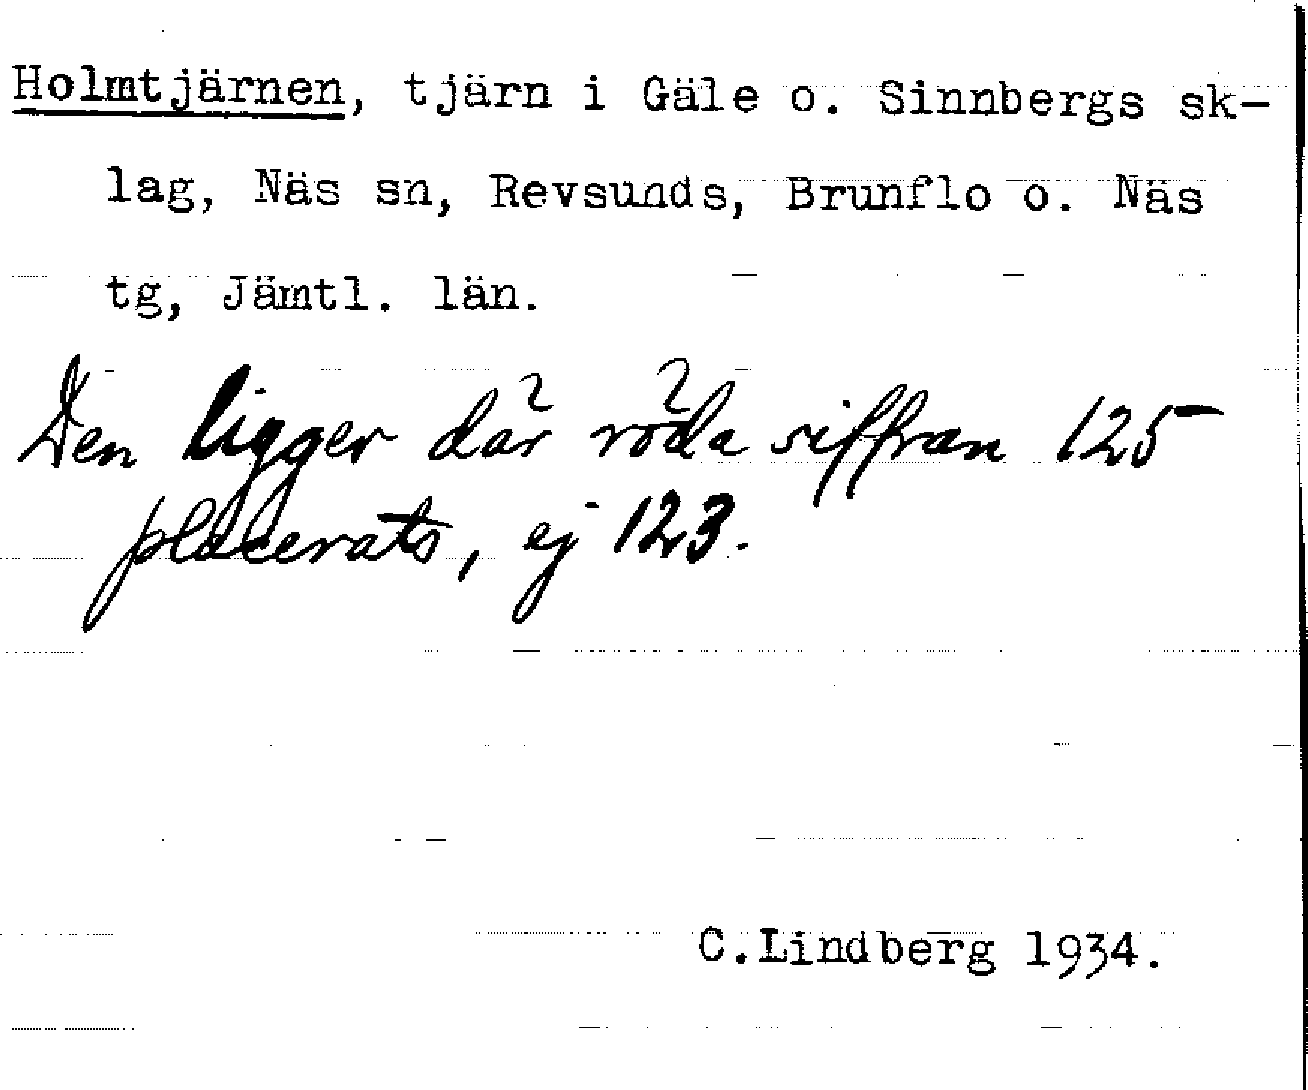 Holmtjärnen, tjärn i Gäle o. Sinnbergs sk-
lag, Näs sn, Revsunds, Brunflo o. Näs
tg, Jämtl. län.
Den ligger där röda siffran 125
placerats, ej 123.
C.Lindberg 1934.